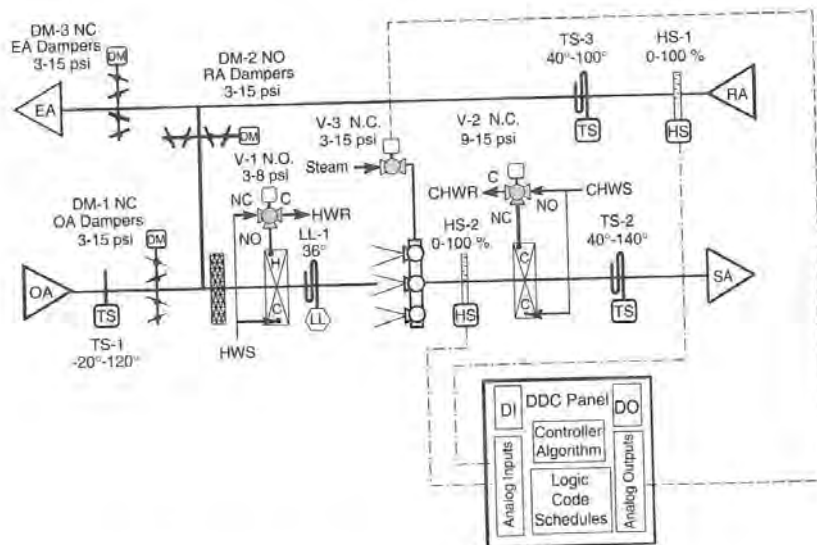 DM-3 NC
EA Dampers
3-15 psi
DM
EA
DM-2 NO
RA Dampers
3-15 psi
DM
TS-3
40°-100°
TS
HS-1
0-100 %
HS
RA
V-3 N.C.
3-15 psi
Steam
V-2 N.C.
9-15 psi
C
CHWR
CHWS
NC
NO
V-1 N.O.
3-8 psi
NC
C
HWR
NO
DM-1 NC
OA Dampers
3-15 psi
DM
LL-1
36°
LL
HS-2
0-100 %
HS
TS-2
40°-140°
TS
OA
TS
TS-1
-20°-120°
H
C
HWS
C
C
SA
DI
DDC Panel
DO
Controller
Algorithm
Analog Inputs
Logic
Code
Schedules
Analog Outputs